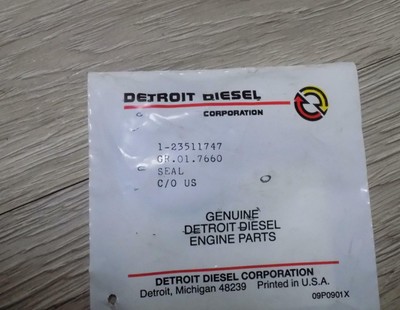 DETROIT DIESEL
CORPORATION
1-23511747
GR.01.7660
SEAL
C/O US
GENUINE
DETROIT DIESEL
ENGINE PARTS
DETROIT DIESEL CORPORATION
Detroit, Michigan 48239 Printed in U.S.A.
09P0901X